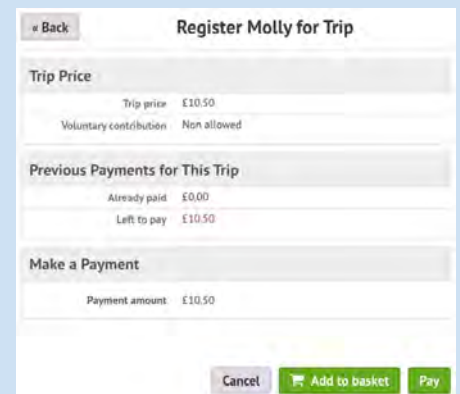 « Back
Register Molly for Trip
Trip Price
Trip price £10.50
Voluntary contribution Non allowed
Previous Payments for This Trip
Already paid £0.00
Left to pay £10.50
Make a Payment
Payment amount £10.50
Cancel Add to basket Pay